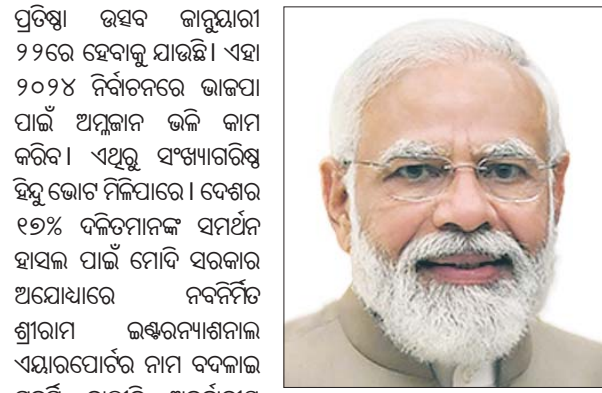 ପ୍ରତିଷ୍ଠା ଉତ୍ସବ ଜାନୁୟାରୀ
୨୨ରେ ହେବାକୁ ଯାଉଛି। ଏହା
୨୦୨୪ ନିର୍ବାଚନରେ ଭାଜପା
ପାଇଁ ଅମ୍ଳଜାନ ଭଳି କାମ
କରିବ। ଏଥିରୁ ସଂଖ୍ୟାଗରିଷ୍ଠ
ହିନ୍ଦୁ ଭୋଟ ମିଳିପାରେ। ଦେଶର
୧୭% ଦଳିତମାନଙ୍କ ସମର୍ଥନ
ହାସଲ ପାଇଁ ମୋଦି ସରକାର
ଅଯୋଧ୍ୟାରେ ନବନିର୍ମିତ
ଶ୍ରୀରାମ ଇଣ୍ଟରନ୍ୟାଶନାଲ
ଏୟାରପୋର୍ଟର ନାମ ବଦଳାଇ